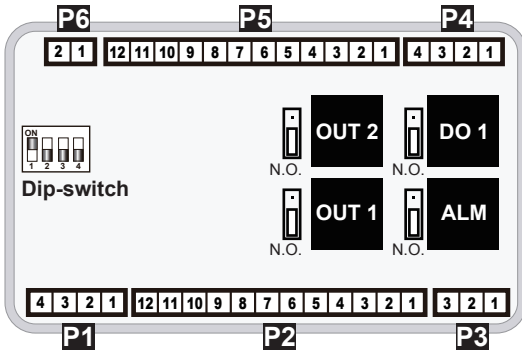 P6 P5 P4
2 1 12 11 10 9 8 7 6 5 4 3 2 1 4 3 2 1
ON
1 2 3 4
Dip-switch
OUT 2 DO 1
N.O. N.O.
OUT 1 ALM
N.O. N.O.
4 3 2 1 12 11 10 9 8 7 6 5 4 3 2 1 3 2 1
P1 P2 P3